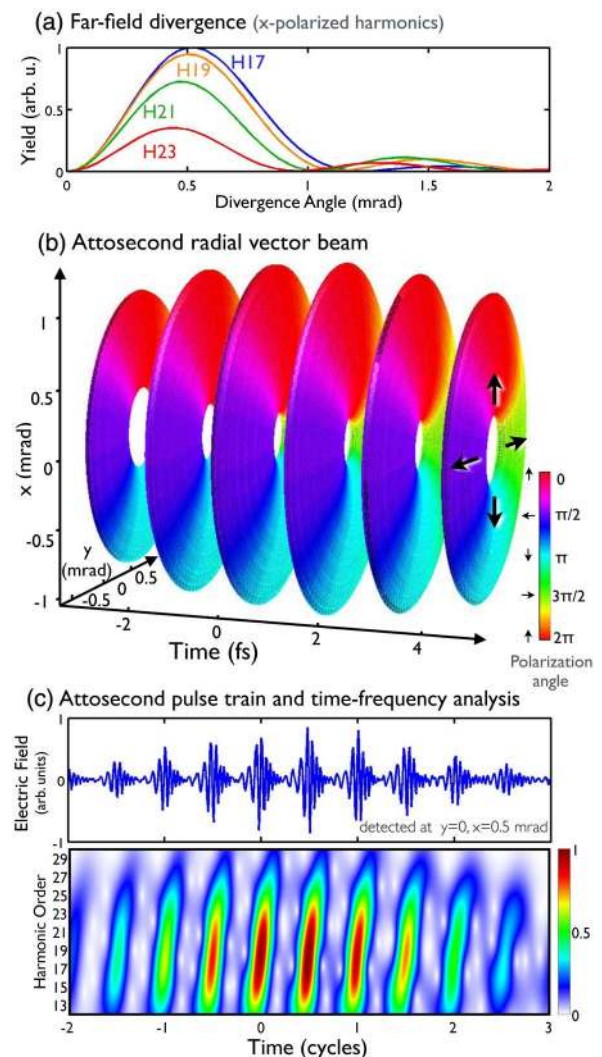 (a) Far-field divergence (x-polarized harmonics)
Yield (arb. u.)
1
0.5
0
H17
H19
H21
H23
0 0.5 1 1.5 2
Divergence Angle (mrad)
(b) Attosecond radial vector beam
x (mrad)
1
0.5
0
-0.5
-1
y
(mrad)
-0.5 0 0.5
-2 0 2 4
Time (fs)
0
π/2
π
3π/2
2π
Polarization
angle
(c) Attosecond pulse train and time-frequency analysis
Electric Field
(arb. units)
1
0
-1
detected at y=0, x=0.5 mrad
Harmonic Order
29
27
25
23
21
19
17
15
13
1
0.5
0
-2 -1 0 1 2 3
Time (cycles)